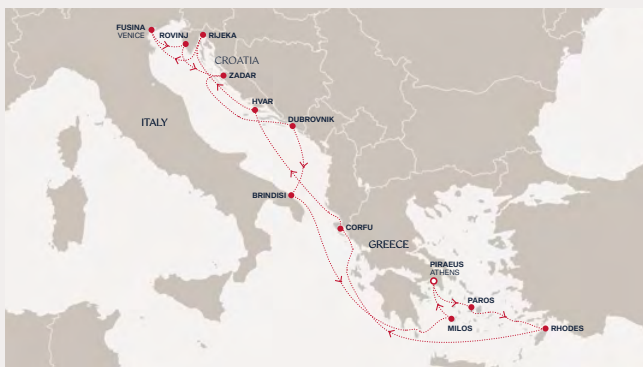 FUSINA
VENICE
ROVINJ
RIJEKA
CROATIA
ZADAR
HVAR
ITALY
DUBROVNIK
BRINDISI
CORFU
GREECE
PIRAEUS
ATHENS
PAROS
MILOS
RHODES